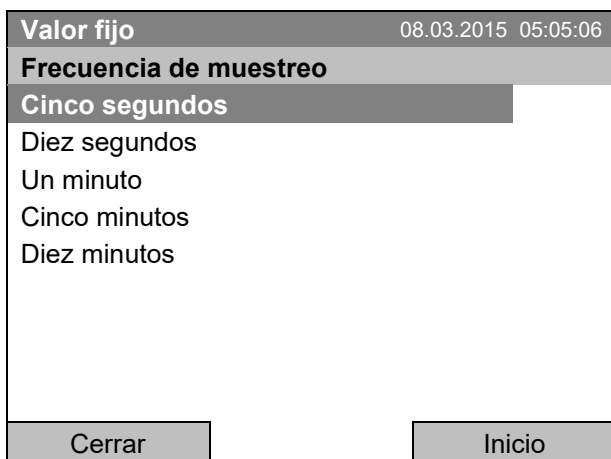 Valor fijo 08.03.2015 05:05:06
Frecuencia de muestreo
Cinco segundos
Diez segundos
Un minuto
Cinco minutos
Diez minutos
Cerrar Inicio